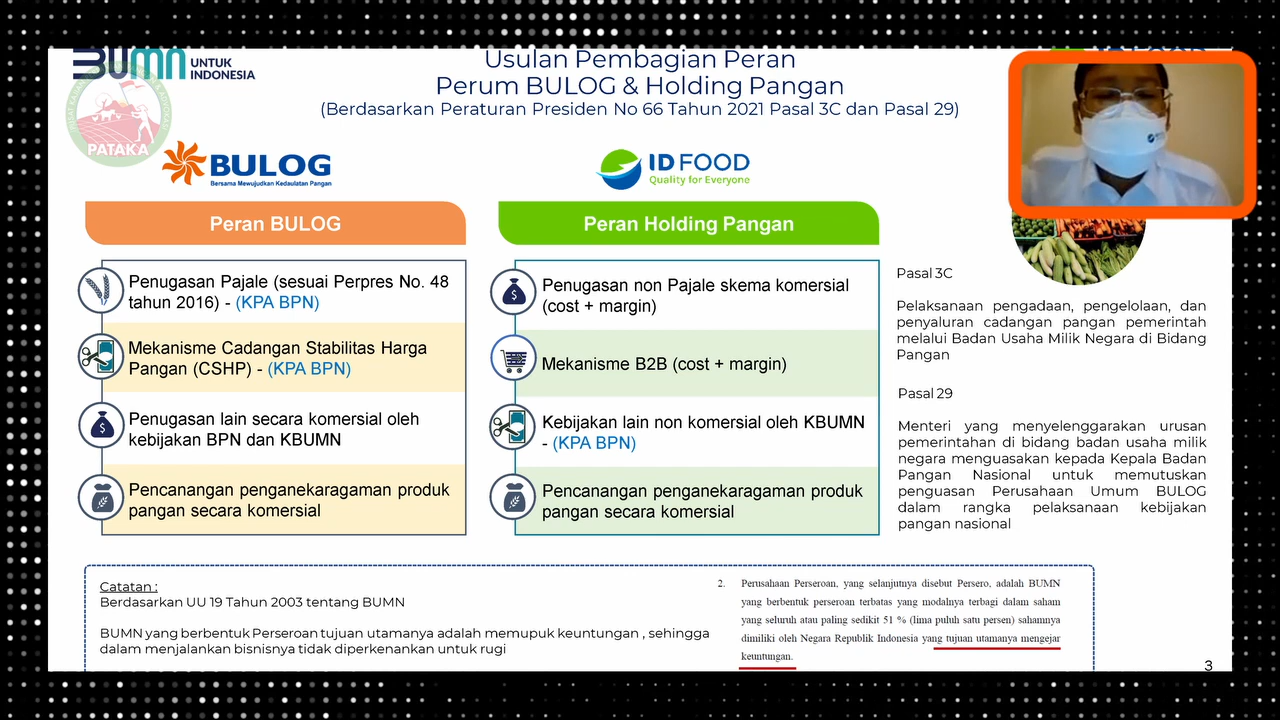 BUMN UNTUK
INDONESIA
Usulan Pembagian Peran
Perum BULOG & Holding Pangan
(Berdasarkan Peraturan Presiden No 66 Tahun 2021 Pasal 3C dan Pasal 29)
PATAKA
BULOG
Bersama Mewujudkan Kedaulatan Pangan
ID FOOD
Quality for Everyone
Peran BULOG
Penugasan Pajale (sesuai Perpres No. 48
tahun 2016) - (KPA BPN)
Mekanisme Cadangan Stabilitas Harga
Pangan (CSHP) - (KPA BPN)
Penugasan lain secara komersial oleh
kebijakan BPN dan KBUMN
Pencanangan penganekaragaman produk
pangan secara komersial
Peran Holding Pangan
Penugasan non Pajale skema komersial
(cost + margin)
Mekanisme B2B (cost + margin)
Kebijakan lain non komersial oleh KBUMN
- (KPA BPN)
Pencanangan penganekaragaman produk
pangan secara komersial
Pasal 3C
Pelaksanaan pengadaan, pengelolaan, dan
penyaluran cadangan pangan pemerintah
melalui Badan Usaha Milik Negara di Bidang
Pangan
Pasal 29
Menteri yang menyelenggarakan urusan
pemerintahan di bidang badan usaha milik
negara menguasakan kepada Kepala Badan
Pangan Nasional untuk memutuskan
penguasan Perusahaan Umum BULOG
dalam rangka pelaksanaan kebijakan
pangan nasional
Catatan :
Berdasarkan UU 19 Tahun 2003 tentang BUMN
BUMN yang berbentuk Perseroan tujuan utamanya adalah memupuk keuntungan , sehingga
dalam menjalankan bisnisnya tidak diperkenankan untuk rugi
2. Perusahaan Perseroan, yang selanjutnya disebut Persero, adalah BUMN
yang berbentuk perseroan terbatas yang modalnya terbagi dalam saham
yang seluruh atau paling sedikit 51 % (lima puluh satu persen) sahamnya
dimiliki oleh Negara Republik Indonesia yang tujuan utamanya mengejar
keuntungan.
3